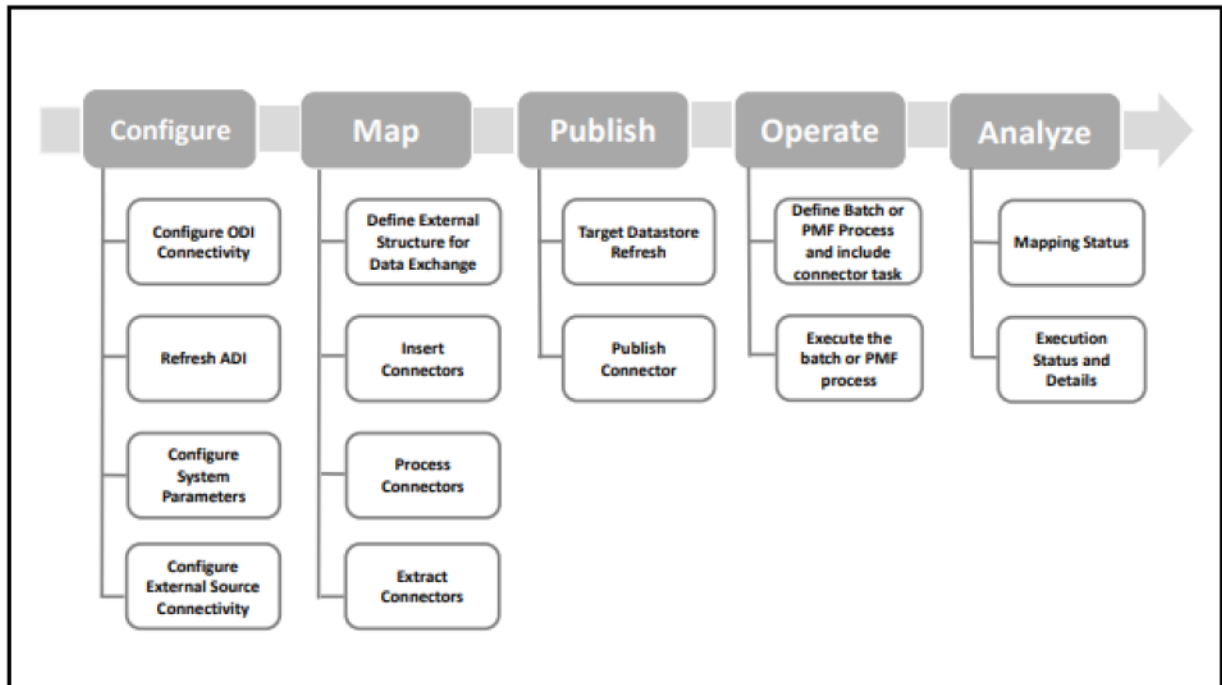 Configure
Map
Publish
Operate
Analyze
Configure ODI
Connectivity
Refresh ADI
Configure
System
Parameters
Configure
External Source
Connectivity
Define External
Structure for
Data Exchange
Insert
Connectors
Process
Connectors
Extract
Connectors
Target Datastore
Refresh
Publish
Connector
Define Batch or
PMF Process
and include
connector task
Execute the
batch or PMF
process
Mapping Status
Execution
Status and
Details